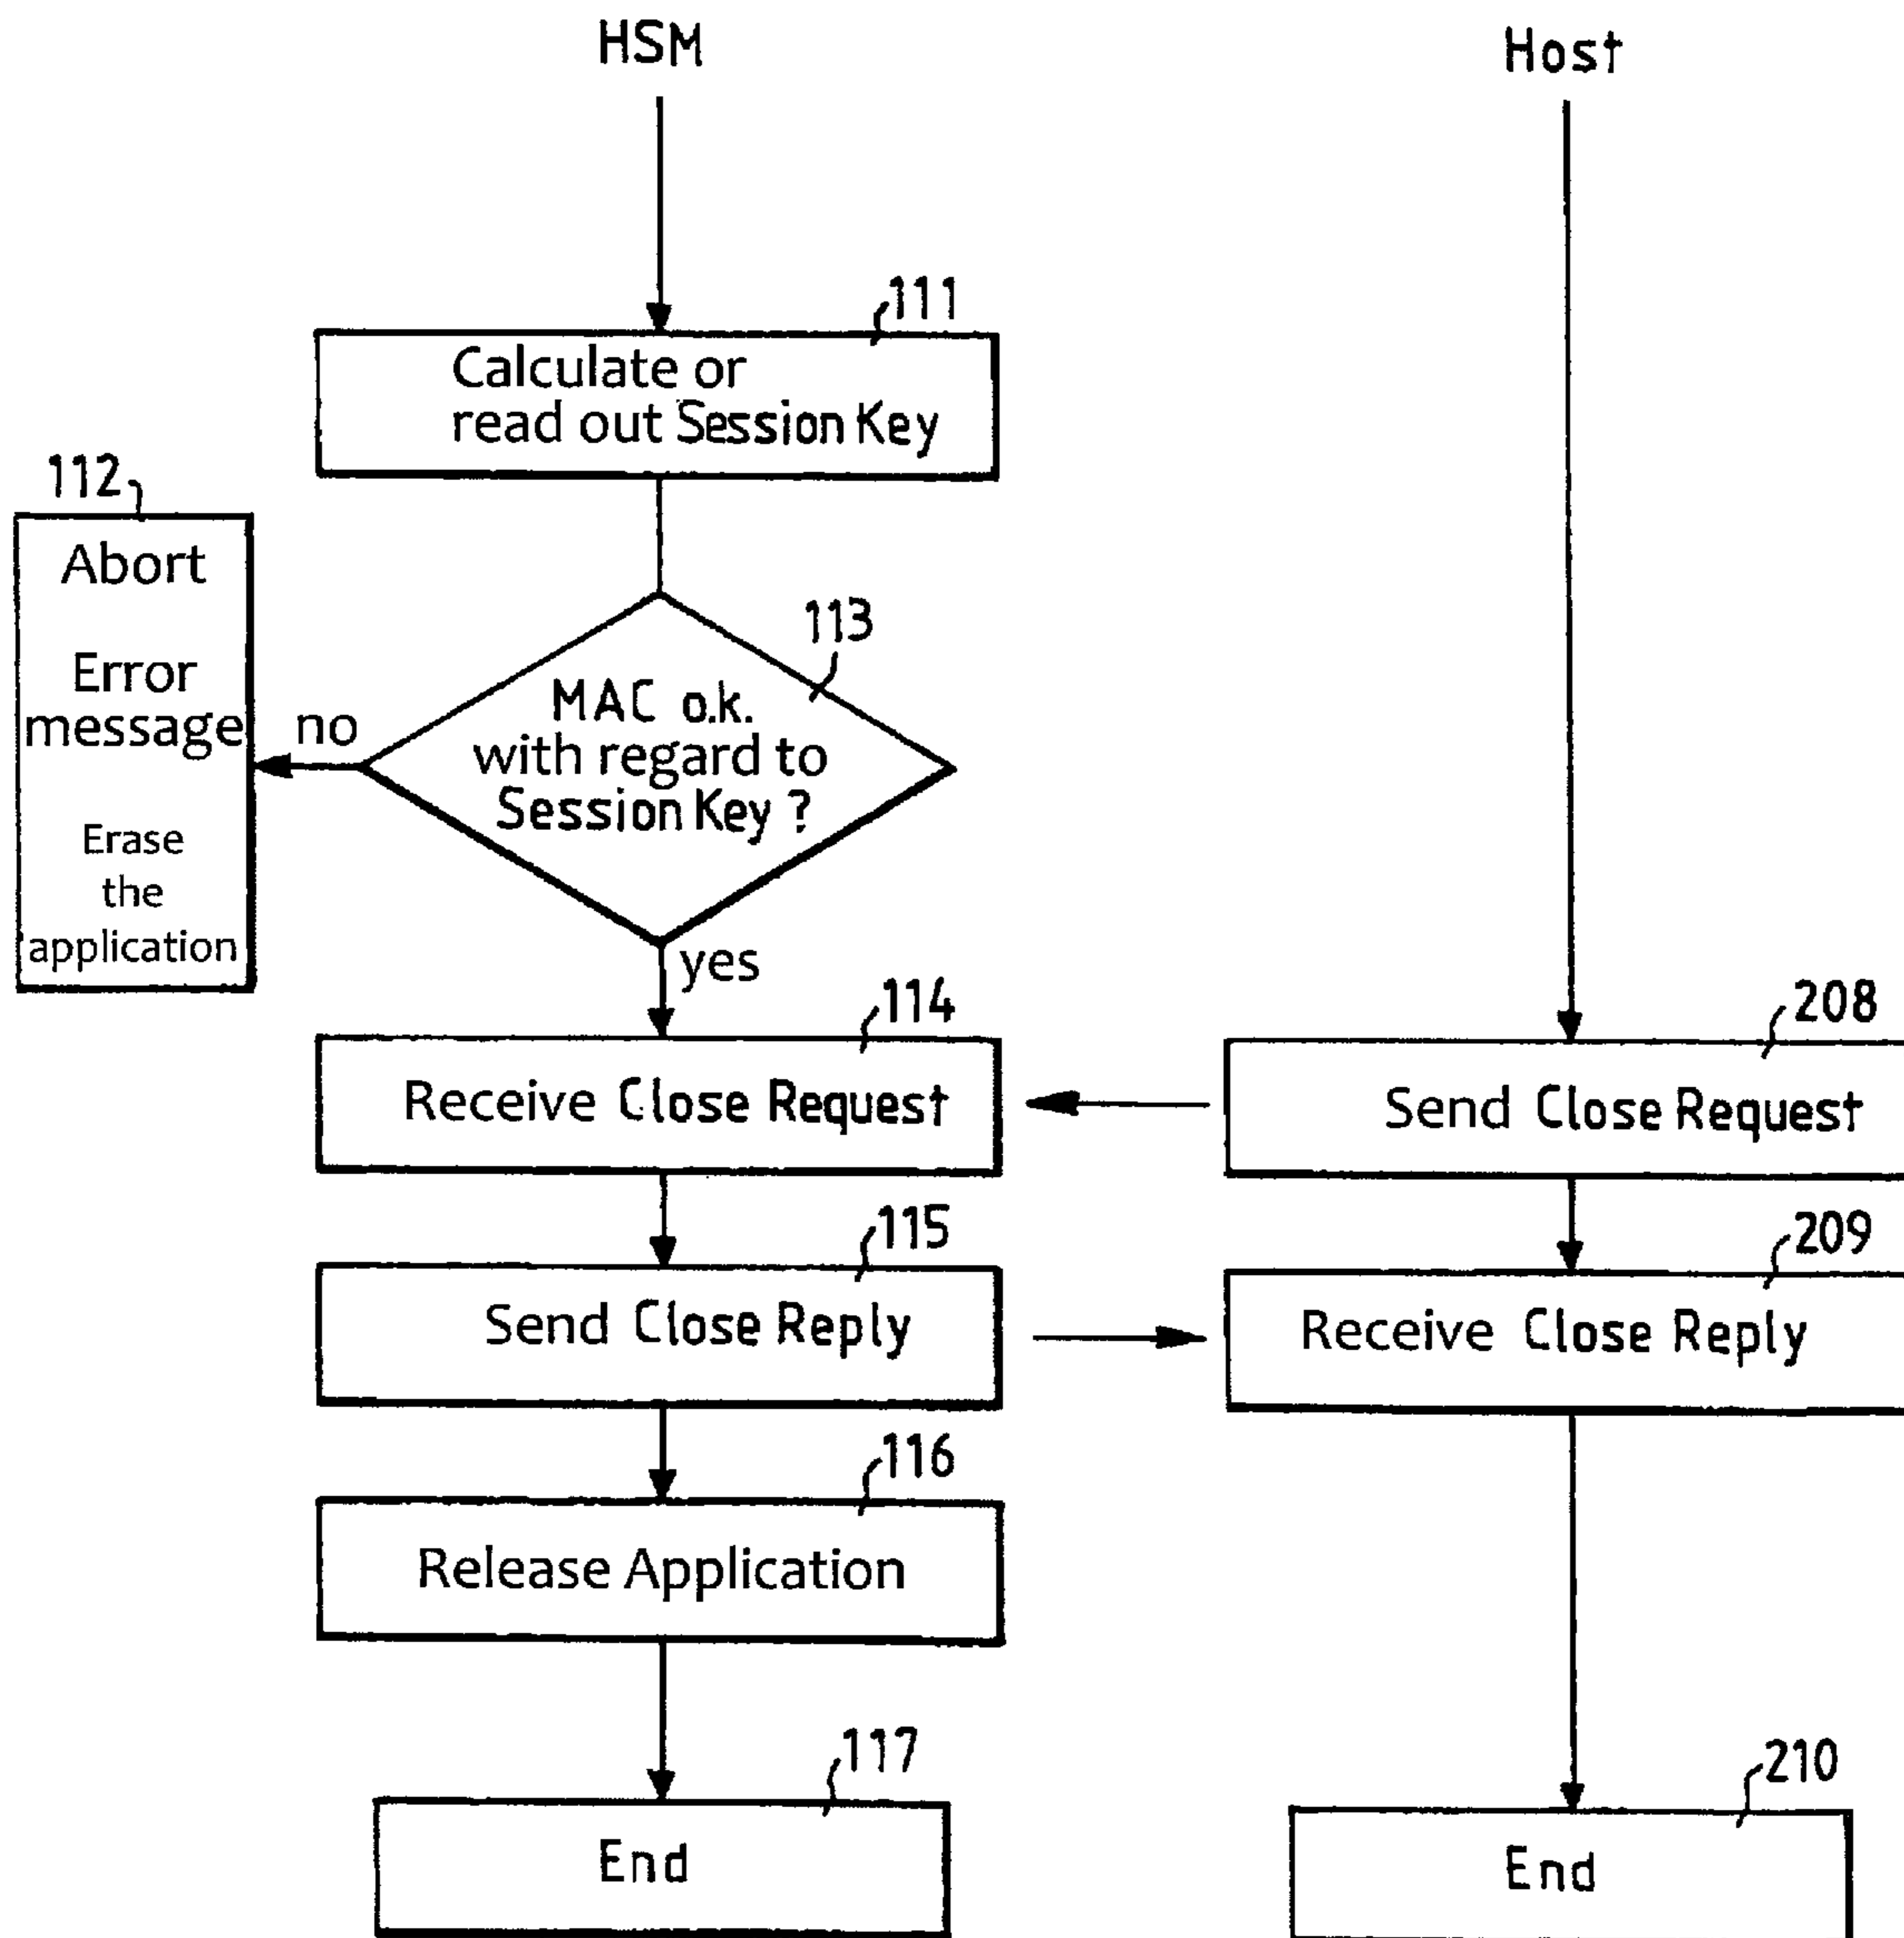 HSM
Host
111
Calculate or
read out Session Key
112
Abort
Error
message
Erase
the
application
no
113
MAC o.k.
with regard to
Session Key ?
yes
114
Receive Close Request
208
Send Close Request
115
Send Close Reply
209
Receive Close Reply
116
Release Application
117
End
210
End